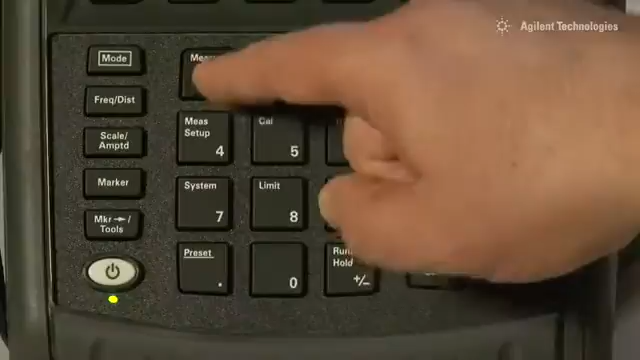 Agilent Technologies
Mode
Freq/Dist
Scale/
Amptd
Marker
Mkr → /
Tools
Meas
Setup
4
Cal
5
System
7
Limit
8
Preset
.
0
Run
Hold
+/-